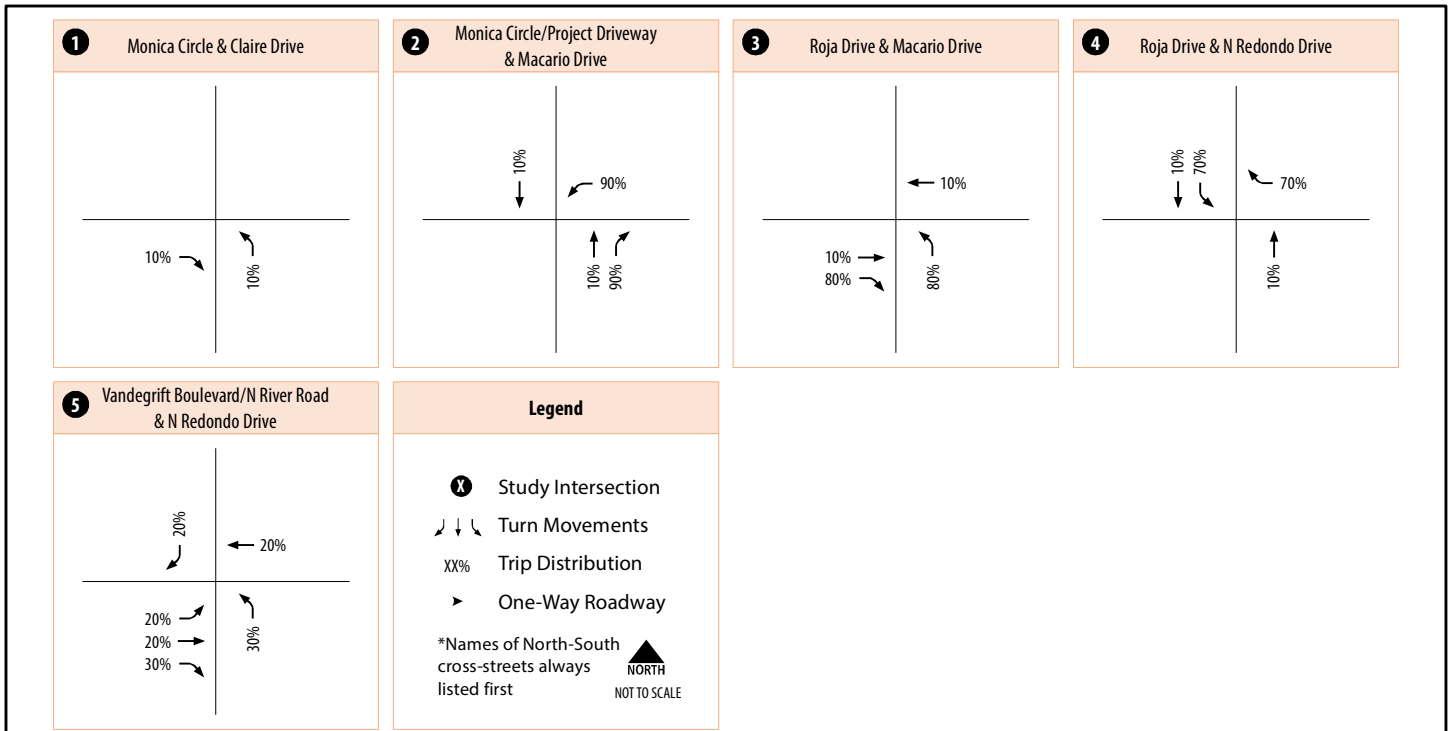 1 Monica Circle & Claire Drive
10%
10%
2 Monica Circle/Project Driveway
& Macario Drive
10%
90%
10%
90%
3 Roja Drive & Macario Drive
10%
10%
80%
80%
4 Roja Drive & N Redondo Drive
10%
70%
70%
10%
5 Vandegrift Boulevard/N River Road
& N Redondo Drive
20%
20%
20%
20%
30%
30%
Legend
X Study Intersection
Turn Movements
XX% Trip Distribution
One-Way Roadway
*Names of North-South
cross-streets always
listed first
NORTH
NOT TO SCALE